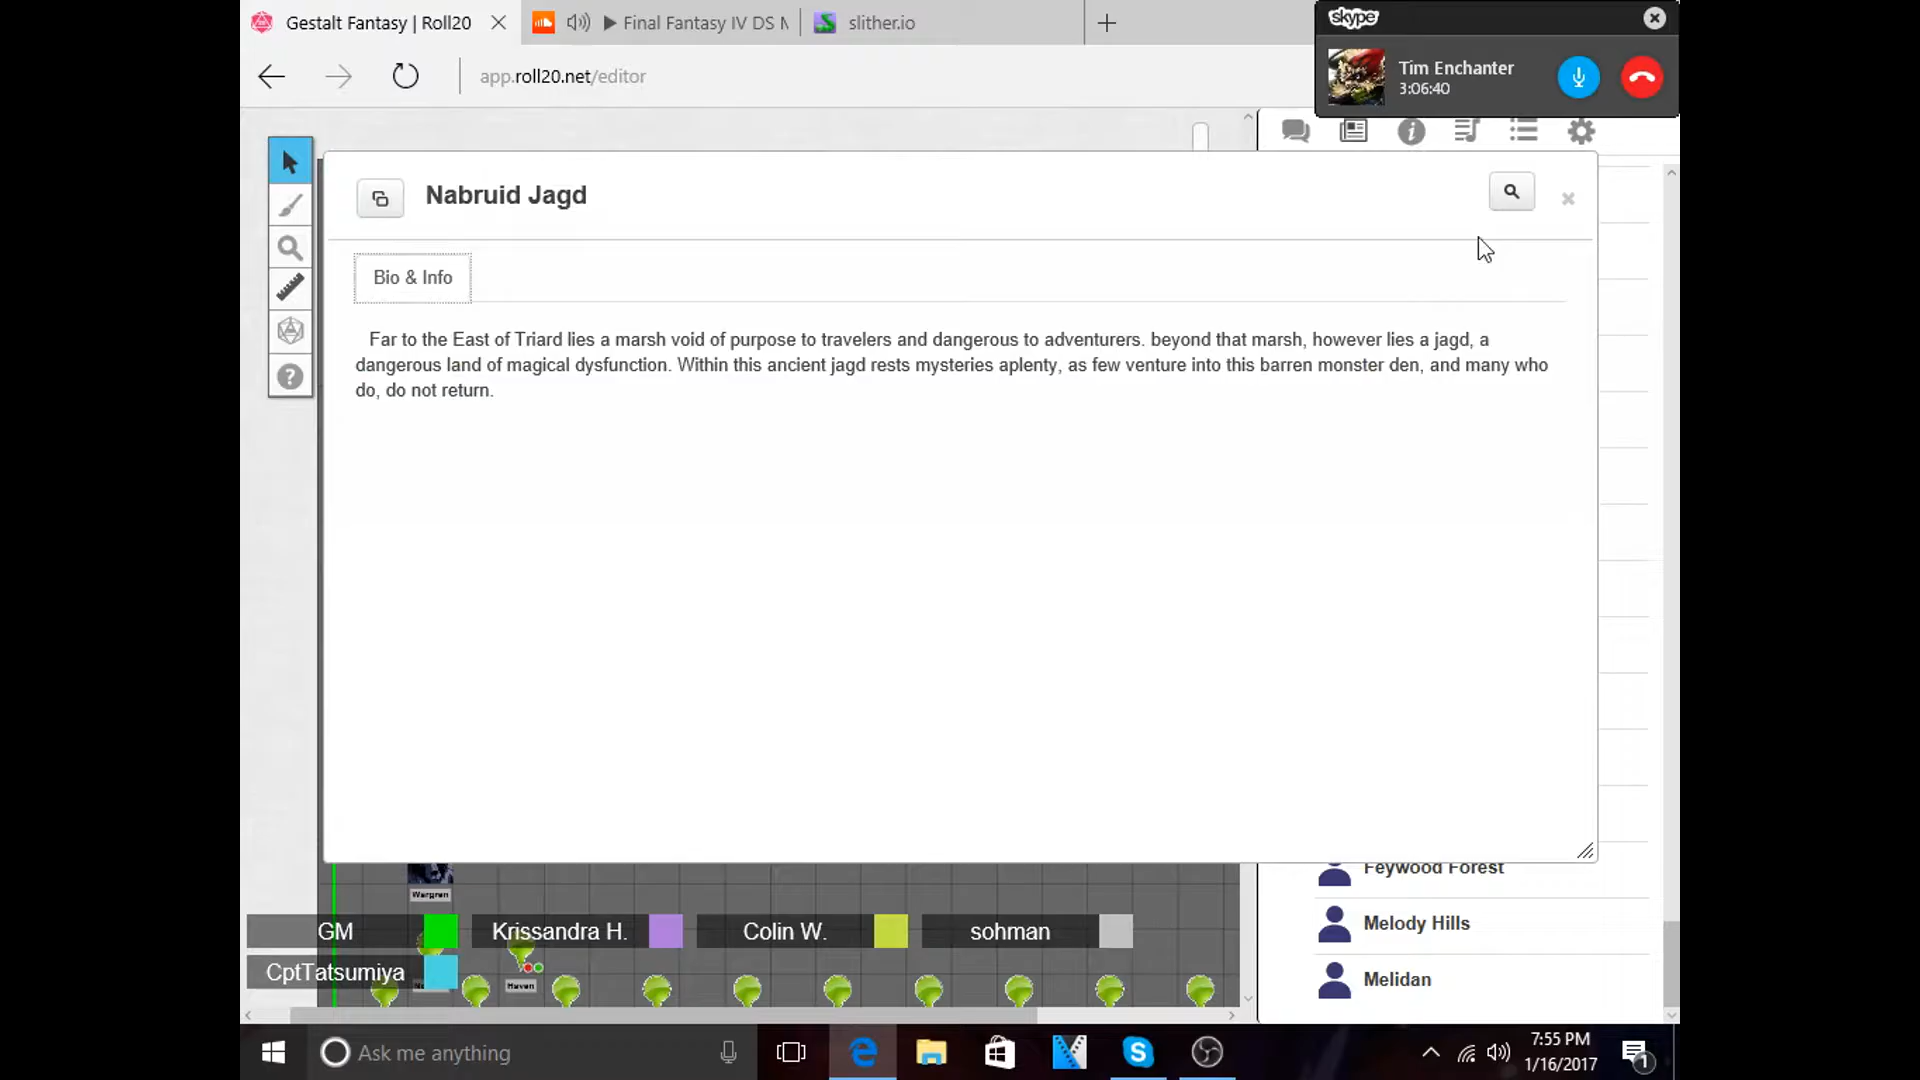 Gestalt Fantasy | Roll20
Final Fantasy IV DS M
slither.io
skype
Tim Enchanter
3:06:40
app.roll20.net/editor
Nabruid Jagd
Bio & Info
Far to the East of Triard lies a marsh void of purpose to travelers and dangerous to adventurers. beyond that marsh, however lies a jagd, a
dangerous land of magical dysfunction. Within this ancient jagd rests mysteries aplenty, as few venture into this barren monster den, and many who
do, do not return.
Feywood Forest
Wargren
GM
Krissandra H.
Colin W.
sohman
Melody Hills
CptTatsumiya
Haven
Melidan
Ask me anything
7:55 PM
1/16/2017
1